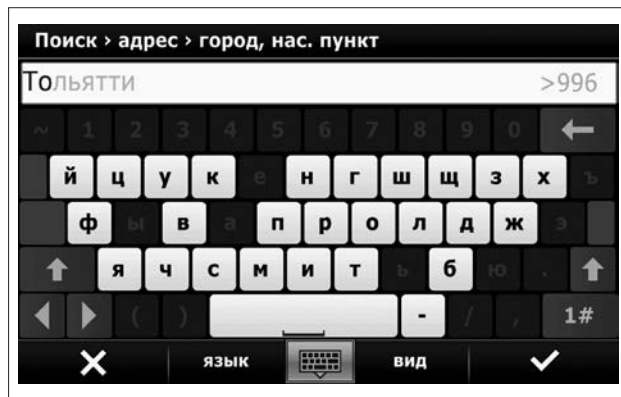 Поиск › адрес › город, нас. пункт
Тольятти >996
~ 1 2 3 4 5 6 7 8 9 0
й ц у к е н г ш щ з х ъ
ф ы в а п р о л д ж э
я ч с м и т ь б ю .
( ) - / , 1#
язык вид